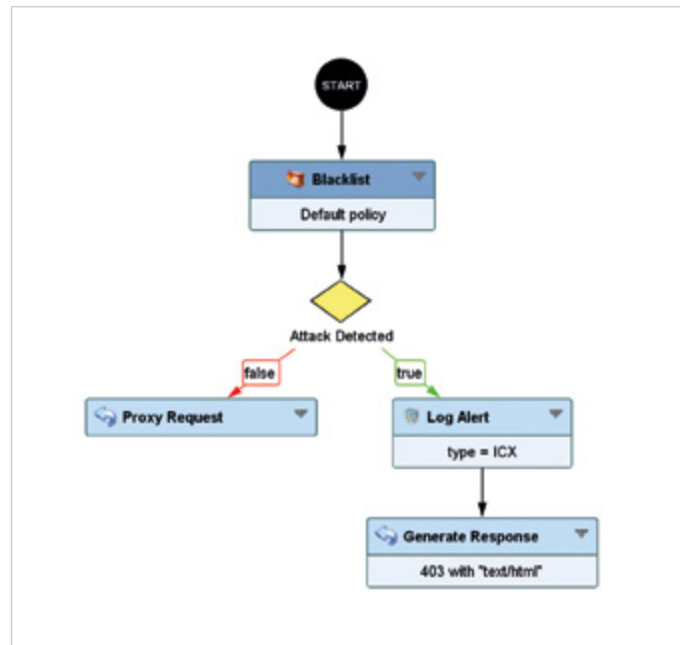 START
Blacklist
Default policy
Attack Detected
false
true
Proxy Request
Log Alert
type = ICX
Generate Response
403 with "text/html"